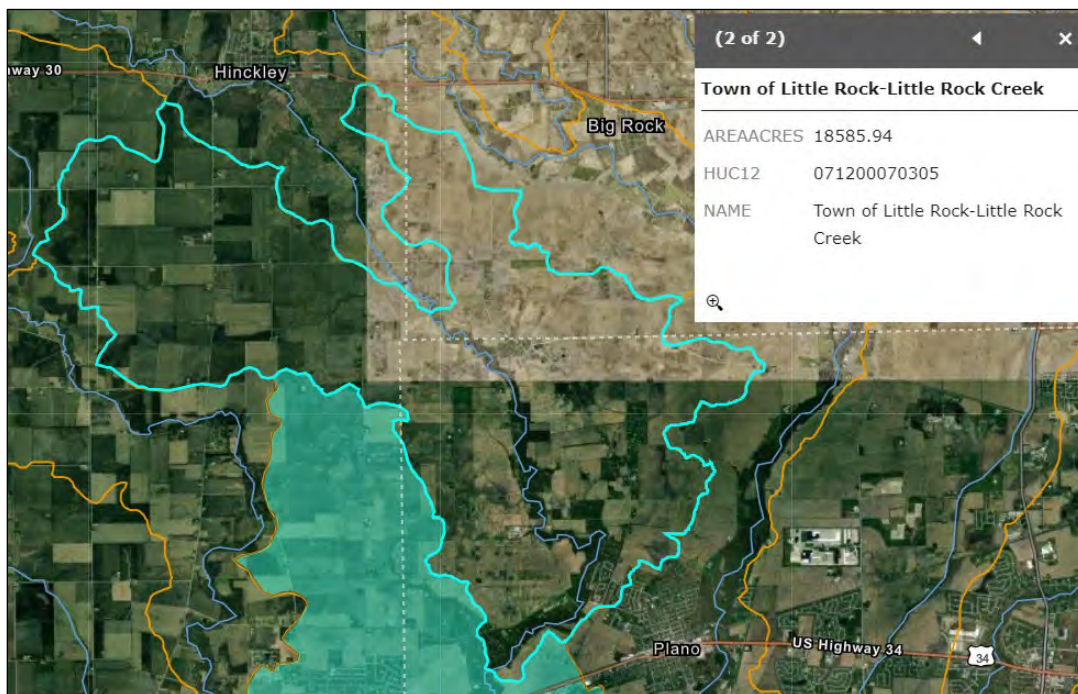 hway 30
Hinckley
Big Rock
(2 of 2)
Town of Little Rock-Little Rock Creek
AREAACRES 18585.94
HUC12 071200070305
NAME Town of Little Rock-Little Rock
Creek
Plano
US Highway 34
34